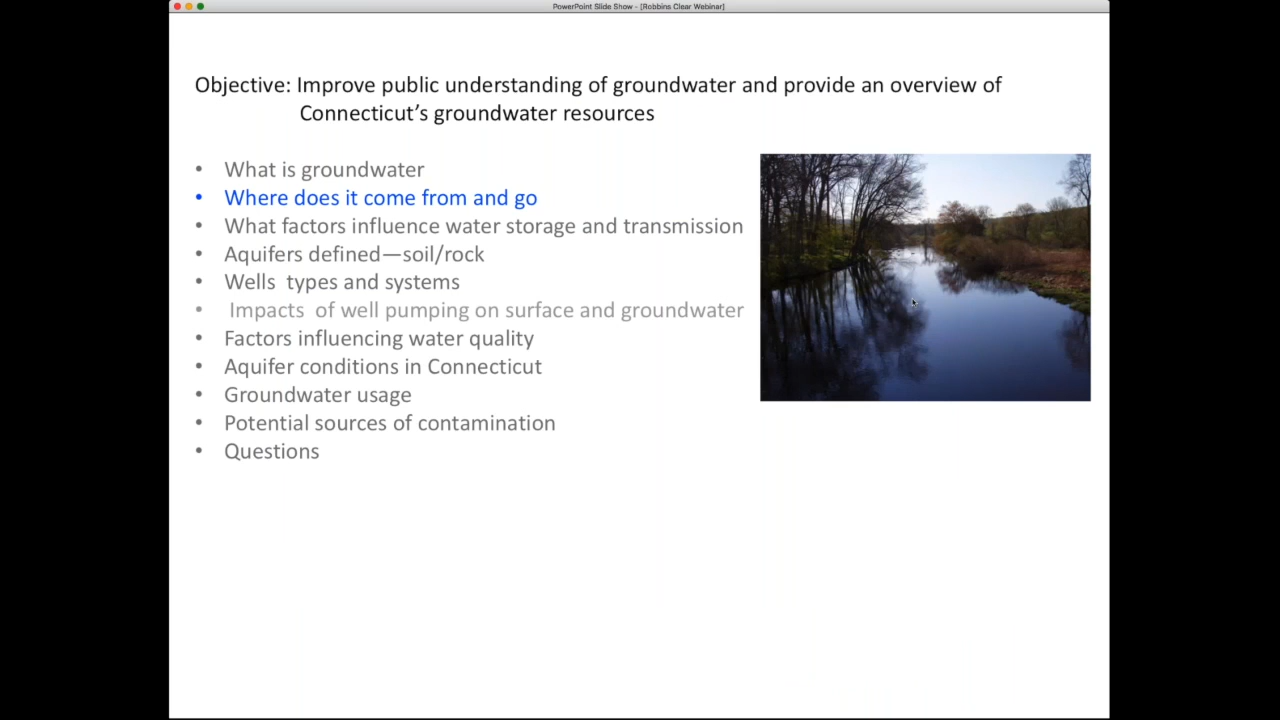 PowerPoint Slide Show - [Robbins Clear Webinar]
Objective: Improve public understanding of groundwater and provide an overview of
Connecticut’s groundwater resources
• What is groundwater
• Where does it come from and go
• What factors influence water storage and transmission
• Aquifers defined—soil/rock
• Wells  types and systems
• Impacts  of well pumping on surface and groundwater
• Factors influencing water quality
• Aquifer conditions in Connecticut
• Groundwater usage
• Potential sources of contamination
• Questions